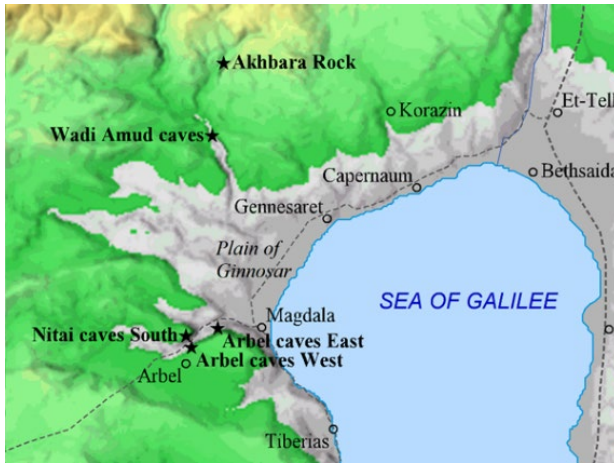 Akhbara Rock
Korazin
Et-Tell
Wadi Amud caves
Capernaum
Bethsaida
Gennesaret
Plain of
Ginnosar
SEA OF GALILEE
Magdala
Nitai caves South
Arbel caves East
Arbel caves West
Arbel
Tiberias